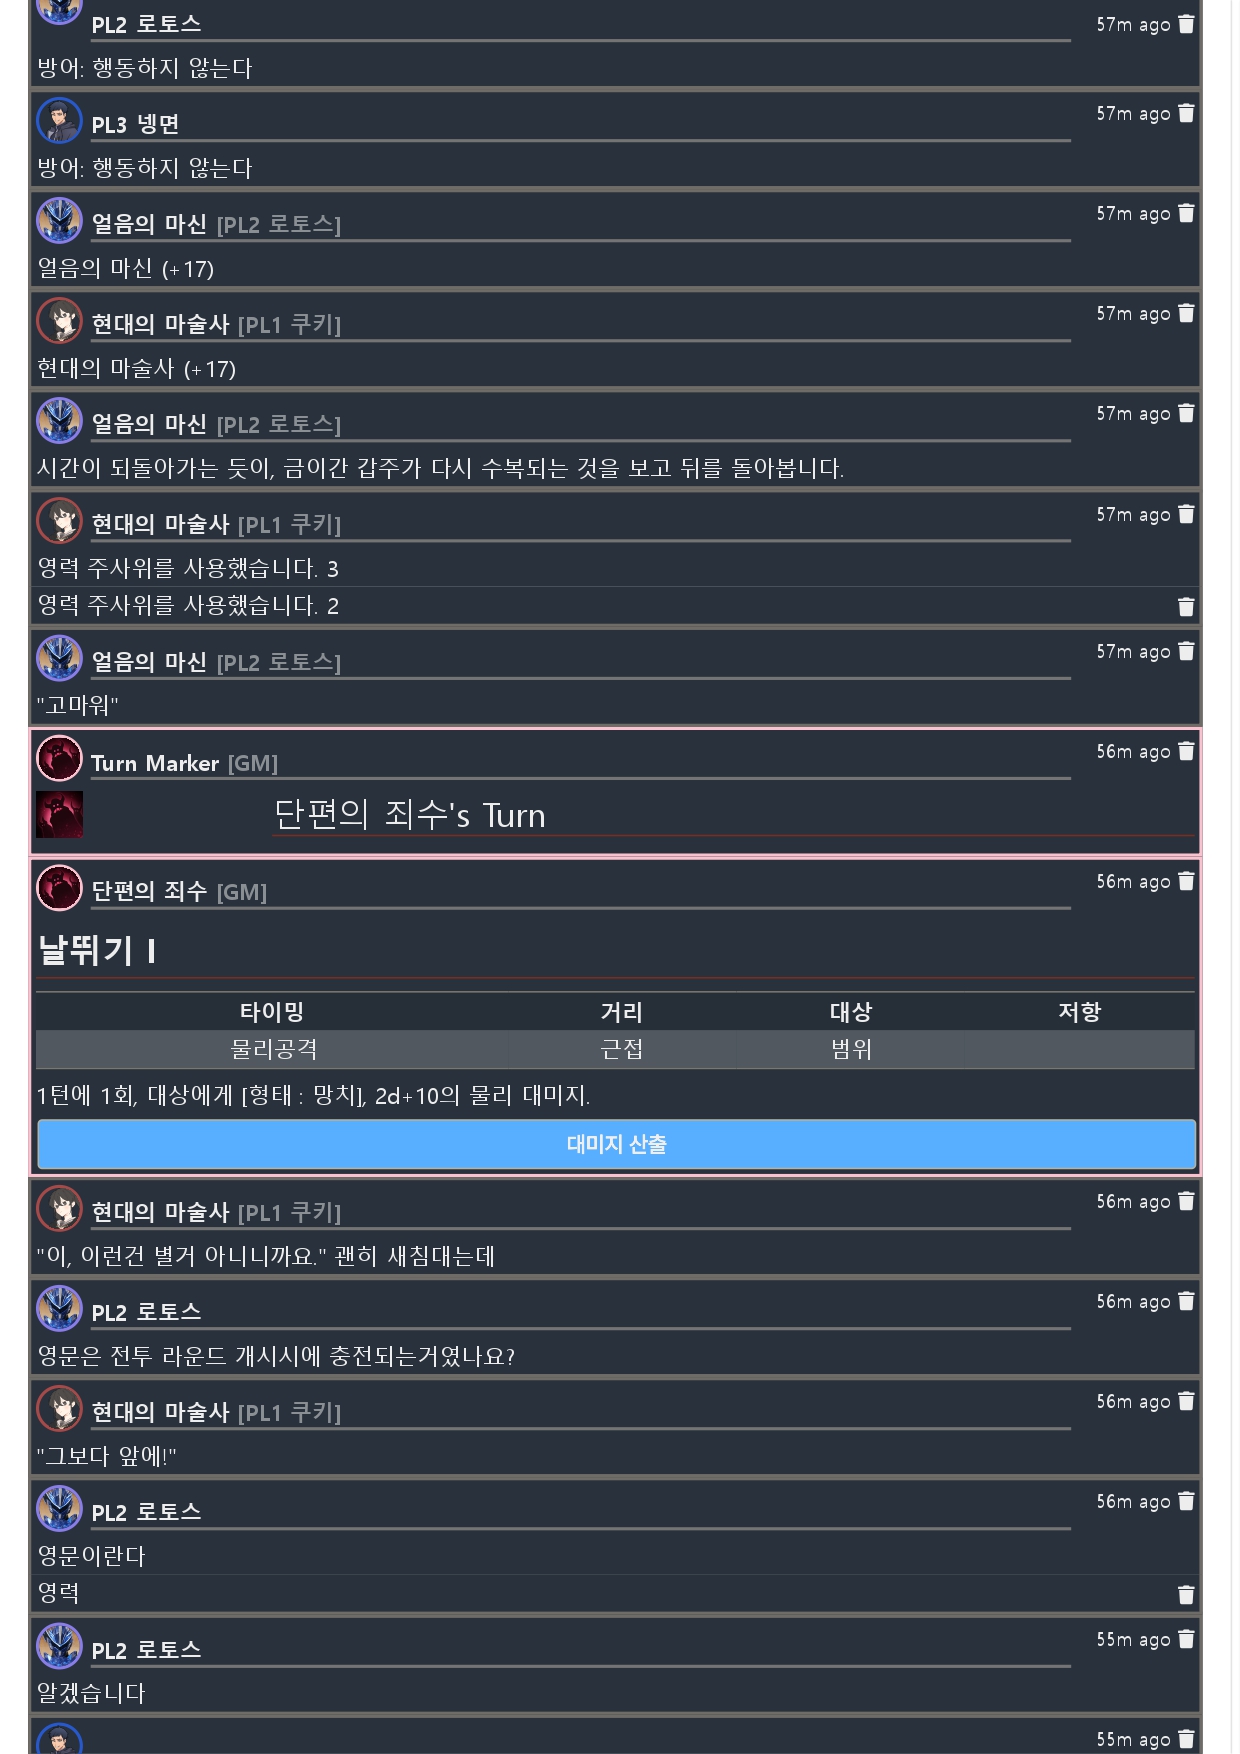 PL2 로토스
57m ago
방어: 행동하지 않는다
PL3 넹면
57m ago
방어: 행동하지 않는다
얼음의 마신 [PL2 로토스]
57m ago
얼음의 마신 (+17)
현대의 마술사 [PL1 쿠키]
57m ago
현대의 마술사 (+17)
얼음의 마신 [PL2 로토스]
57m ago
시간이 되돌아가는 듯이, 금이간 갑주가 다시 수복되는 것을 보고 뒤를 돌아봅니다.
현대의 마술사 [PL1 쿠키]
57m ago
영력 주사위를 사용했습니다. 3
영력 주사위를 사용했습니다. 2
얼음의 마신 [PL2 로토스]
57m ago
"고마워"
Turn Marker [GM]
56m ago
단편의 죄수's Turn
단편의 죄수 [GM]
56m ago
날뛰기 I
타이밍 거리 대상 저항
물리공격 근접 범위
1턴에 1회, 대상에게 [형태 : 망치], 2d+10의 물리 대미지.
대미지 산출
현대의 마술사 [PL1 쿠키]
56m ago
"이, 이런건 별거 아니니까요." 괜히 새침대는데
PL2 로토스
56m ago
영문은 전투 라운드 개시시에 충전되는거였나요?
현대의 마술사 [PL1 쿠키]
56m ago
"그보다 앞에!"
PL2 로토스
56m ago
영문이란다
영력
PL2 로토스
55m ago
알겠습니다
55m ago